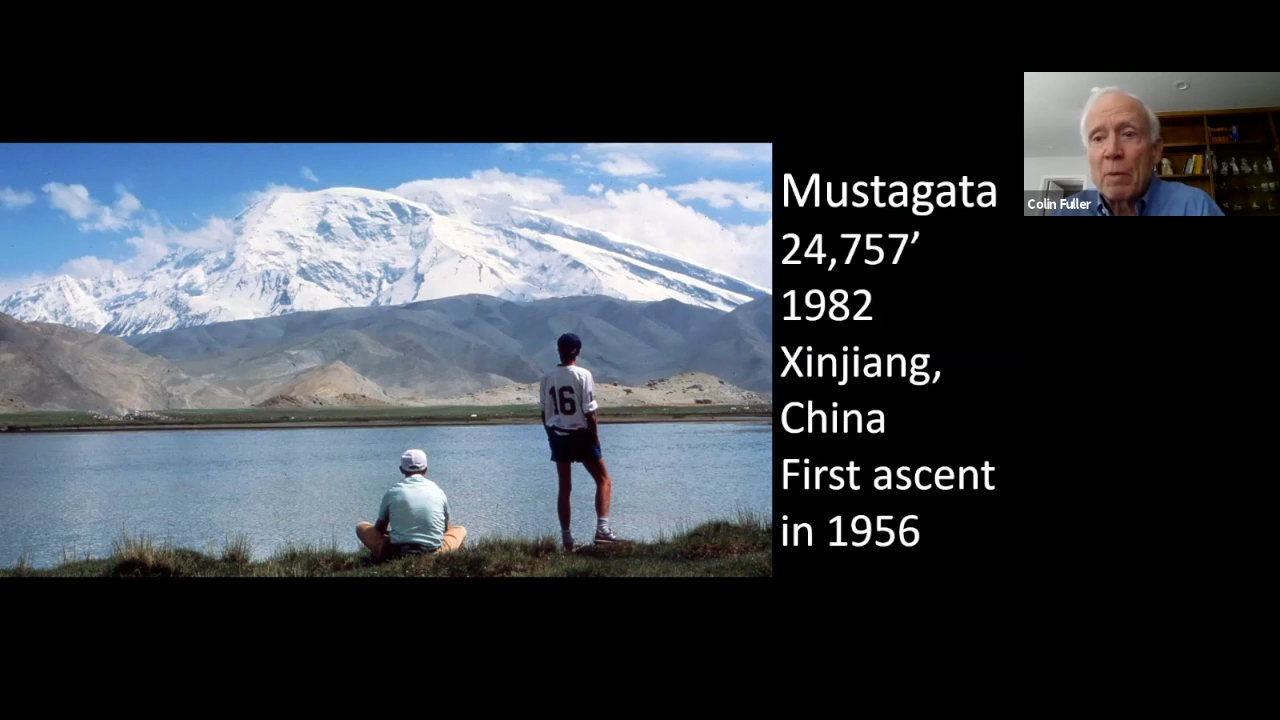 Mustagata
24,757’
1982
Xinjiang,
China
First ascent
in 1956
Colin Fuller
16